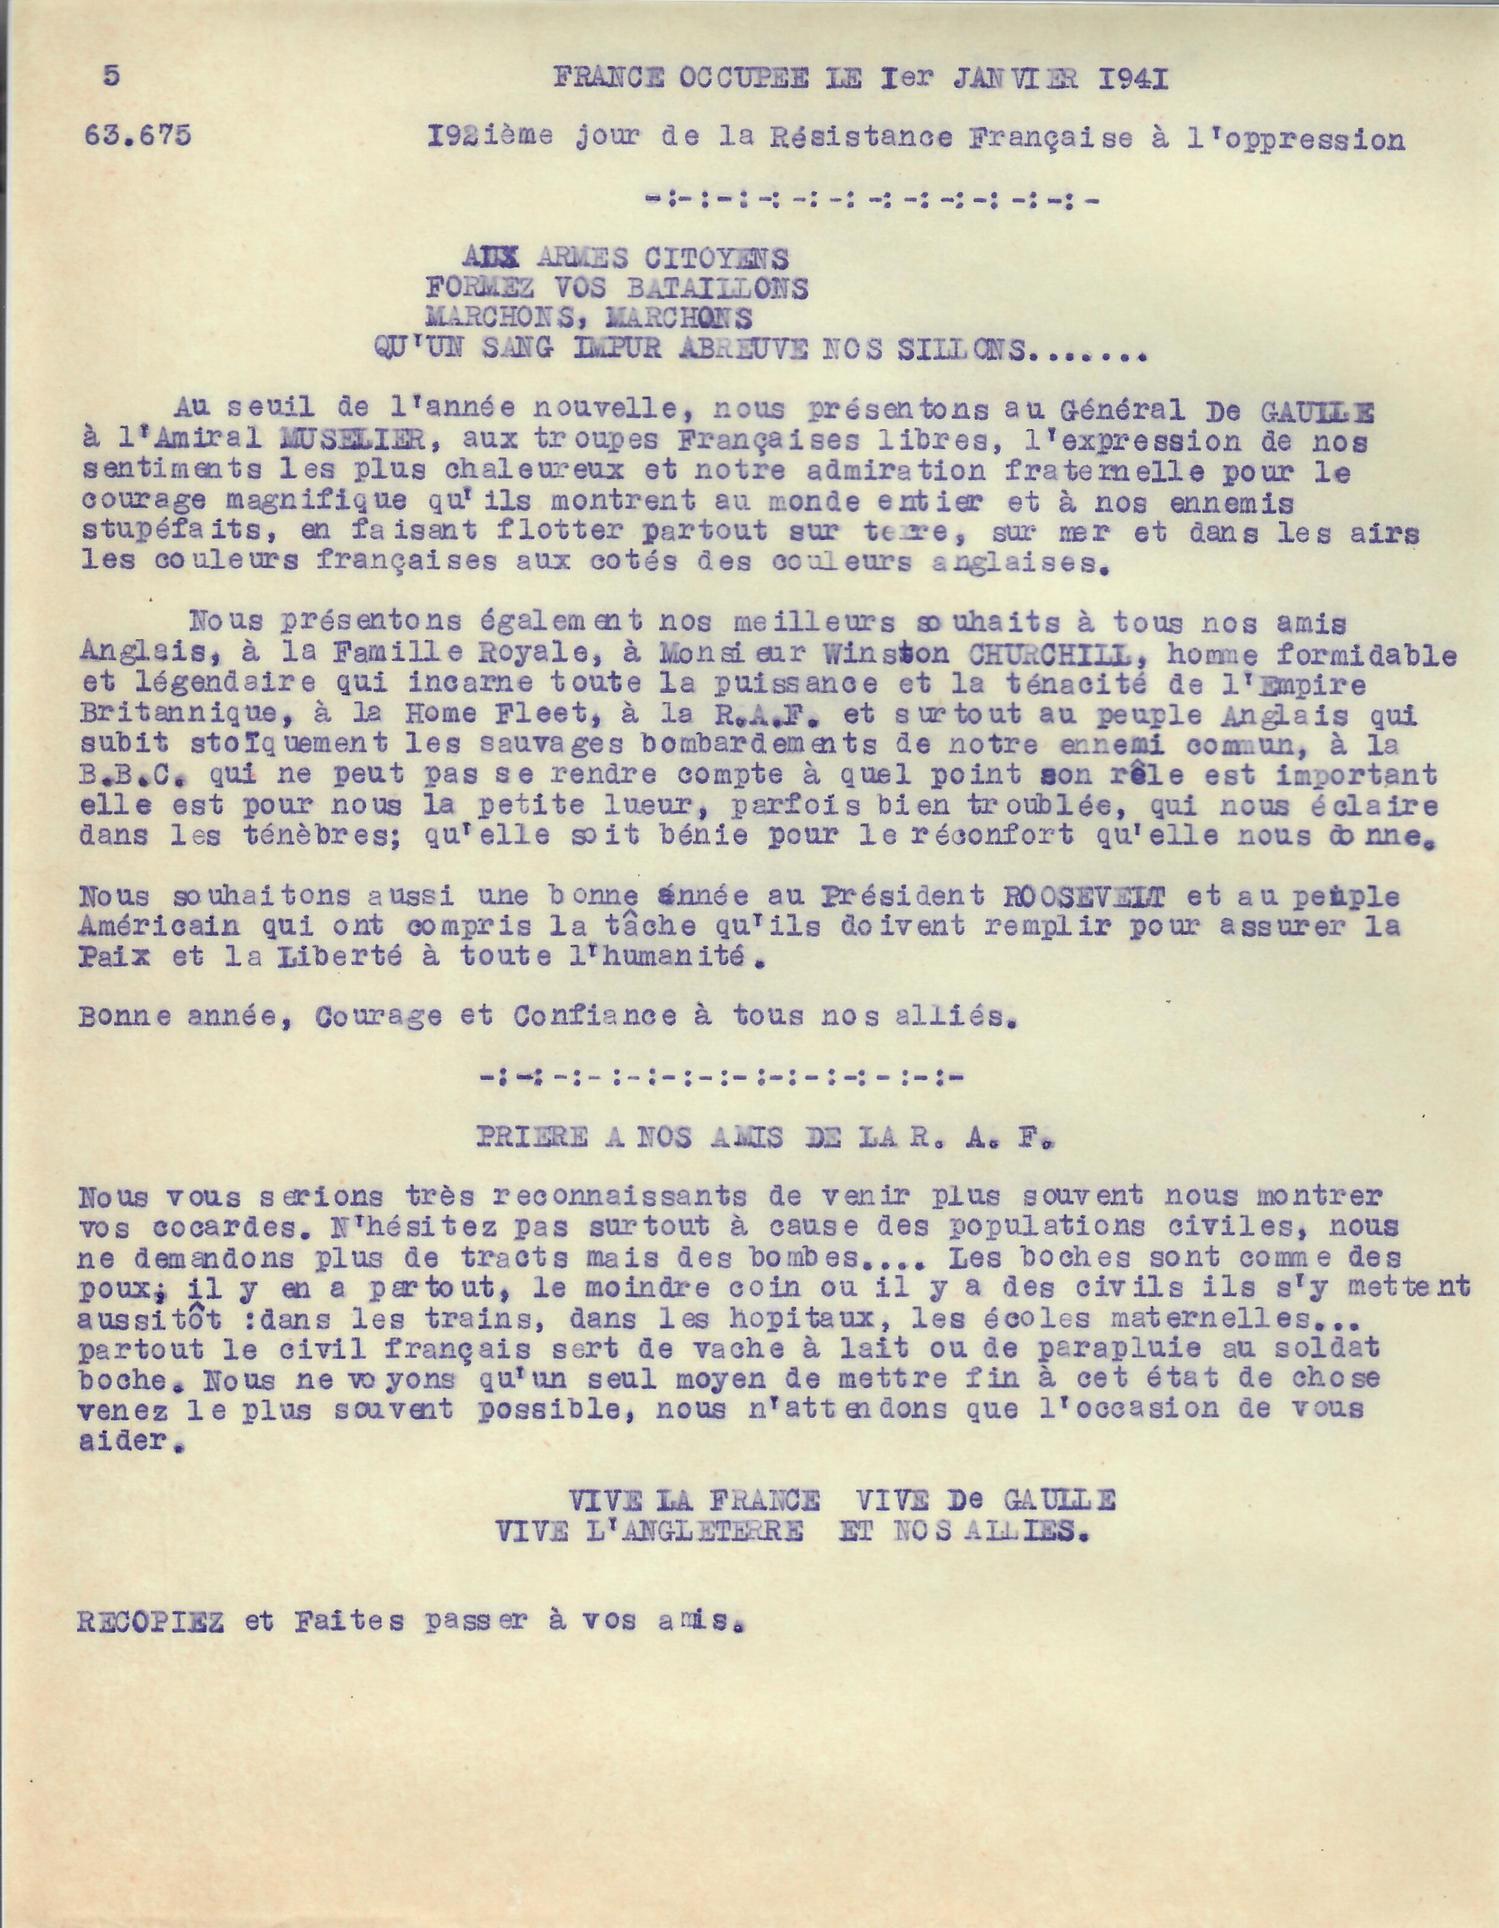 5 FRANCE OCCUPEE LE Ier JANVIER I94I
63.675 I92ième jour de la Résistance Française à l'oppression
-:-:-:-:-:-:-:-:-:-:-:-:-
AUX ARMES CITOYENS
FORMEZ VOS BATAILLONS
MARCHONS, MARCHONS
QU'UN SANG IMPUR ABREUVE NOS SILLONS.......
Au seuil de l'année nouvelle, nous présentons au Général De GAULLE
à l'Amiral MUSELIER, aux troupes Françaises libres, l'expression de nos
sentiments les plus chaleureux et notre admiration fraternelle pour le
courage magnifique qu'ils montrent au monde entier et à nos ennemis
stupéfaits, en faisant flotter partout sur terre, sur mer et dans les airs
les couleurs françaises aux cotés des couleurs anglaises.
Nous présentons également nos meilleurs souhaits à tous nos amis
Anglais, à la Famille Royale, à Monsieur Winston CHURCHILL, homme formidable
et légendaire qui incarne toute la puissance et la ténacité de l'Empire
Britannique, à la Home Fleet, à la R.A.F. et surtout au peuple Anglais qui
subit stoïquement les sauvages bombardements de notre ennemi commun, à la
B.B.C. qui ne peut pas se rendre compte à quel point son rêle est important
elle est pour nous la petite lueur, parfois bien troublée, qui nous éclaire
dans les ténèbres; qu'elle soit bénie pour le réconfort qu'elle nous donne.
Nous souhaitons aussi une bonne année au Président ROOSEVELT et au peuple
Américain qui ont compris la tâche qu'ils doivent remplir pour assurer la
Paix et la Liberté à toute l'humanité.
Bonne année, Courage et Confiance à tous nos alliés.
-:-:-:-:-:-:-:-:-:-:-:-:-:-
PRIERE A NOS AMIS DE LA R. A. F.
Nous vous serions très reconnaissants de venir plus souvent nous montrer
vos cocardes. N'hésitez pas surtout à cause des populations civiles, nous
ne demandons plus de tracts mais des bombes.... Les boches sont comme des
poux; il y en a partout, le moindre coin ou il y a des civils ils s'y mettent
aussitôt :dans les trains, dans les hopitaux, les écoles maternelles...
partout le civil français sert de vache à lait ou de parapluie au soldat
boche. Nous ne voyons qu'un seul moyen de mettre fin à cet état de chose
venez le plus souvent possible, nous n'attendons que l'occasion de vous
aider.
VIVE LA FRANCE VIVE De GAULLE
VIVE L'ANGLETERRE ET NOS ALLIES.
RECOPIEZ et Faites passer à vos amis.